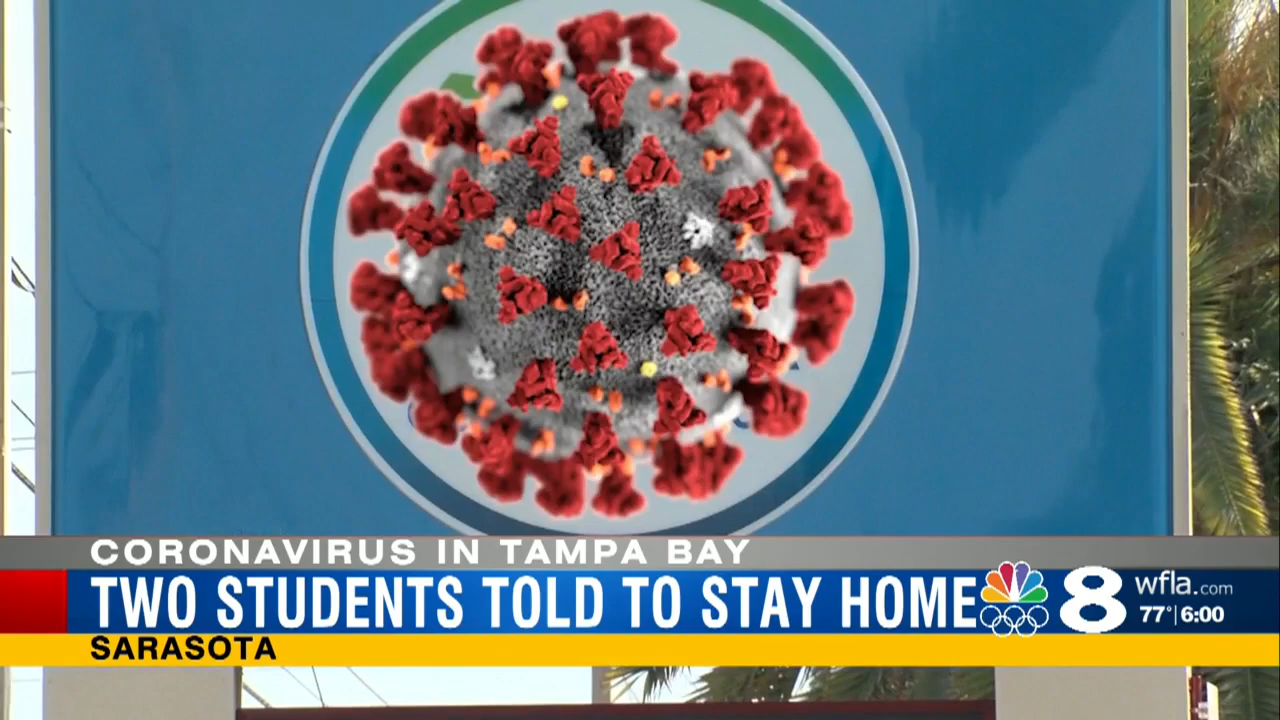 CORONAVIRUS IN TAMPA BAY
TWO STUDENTS TOLD TO STAY HOME
8 wfla.com
77° | 6:00
SARASOTA